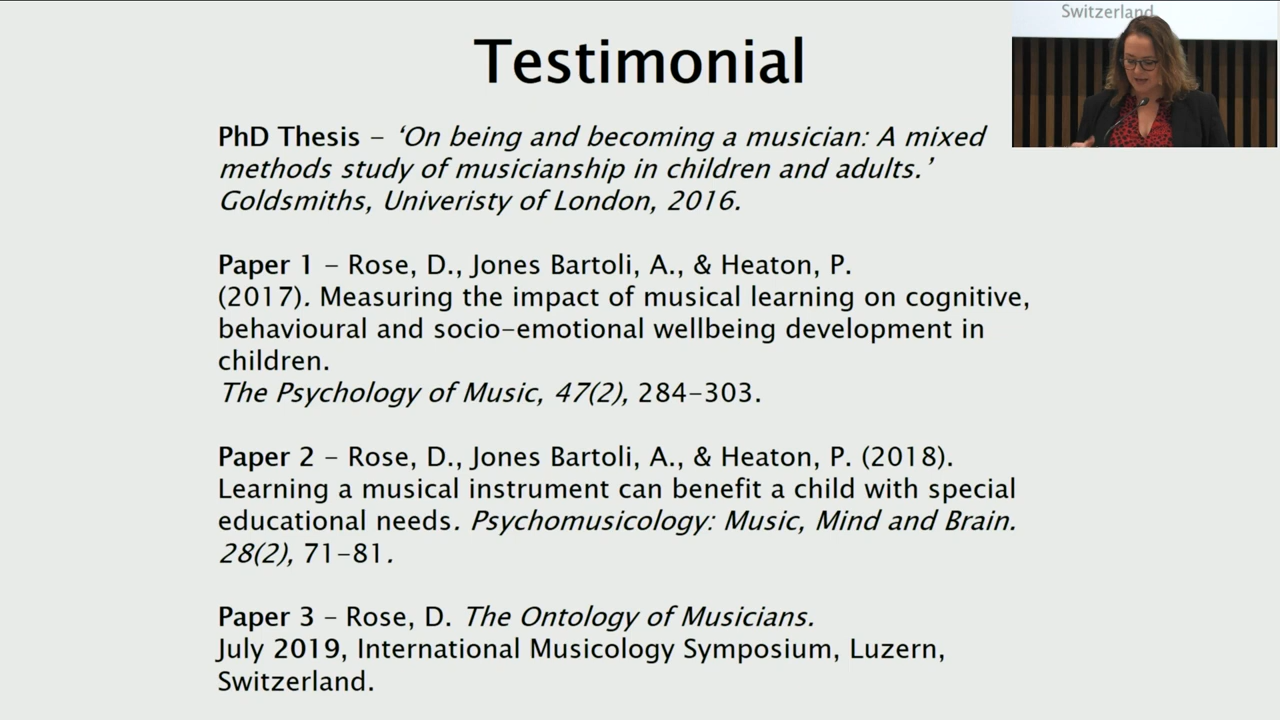 Switzerland
Testimonial
PhD Thesis – ‘On being and becoming a musician: A mixed
methods study of musicianship in children and adults.’
Goldsmiths, Univeristy of London, 2016.
Paper 1 – Rose, D., Jones Bartoli, A., & Heaton, P.
(2017). Measuring the impact of musical learning on cognitive,
behavioural and socio-emotional wellbeing development in
children.
The Psychology of Music, 47(2), 284-303.
Paper 2 – Rose, D., Jones Bartoli, A., & Heaton, P. (2018).
Learning a musical instrument can benefit a child with special
educational needs. Psychomusicology: Music, Mind and Brain.
28(2), 71-81.
Paper 3 – Rose, D. The Ontology of Musicians.
July 2019, International Musicology Symposium, Luzern,
Switzerland.